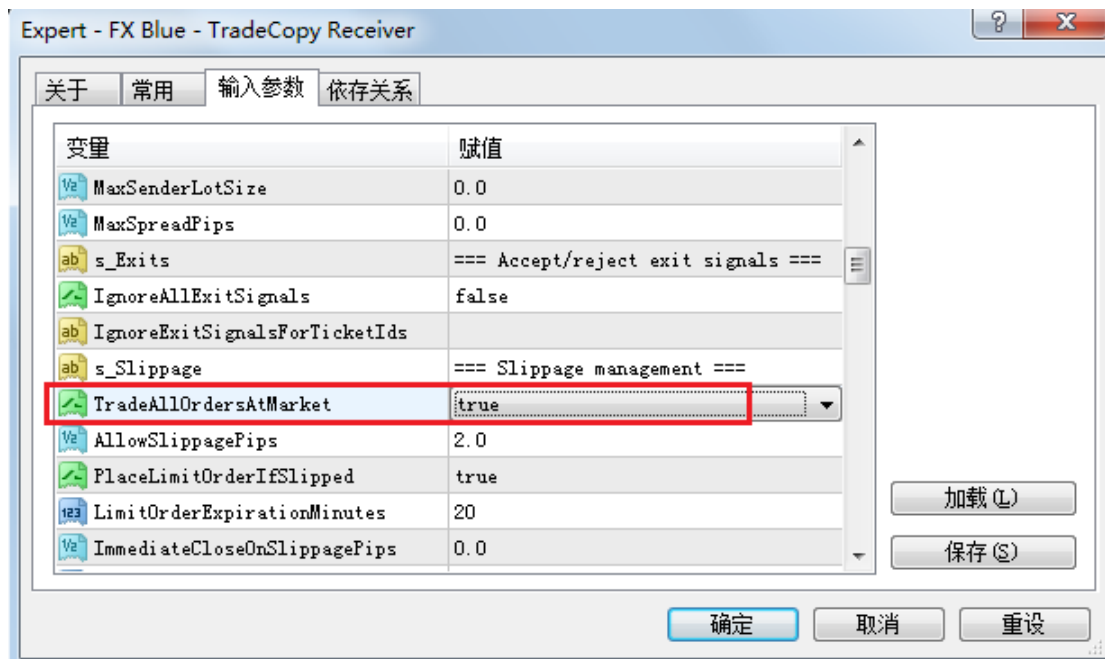 Expert - FX Blue - TradeCopy Receiver
关于 常用 输入参数 依存关系
变量 赋值
MaxSenderLotSize 0.0
MaxSpreadPips 0.0
s_Exits === Accept/reject exit signals ===
IgnoreAllExitSignals false
IgnoreExitSignalsForTicketIds
s_Slippage === Slippage management ===
TradeAllOrdersAtMarket true
AllowSlippagePips 2.0
PlaceLimitOrderIfSlipped true
LimitOrderExpirationMinutes 20
ImmediateCloseOnSlippagePips 0.0
加载(L)
保存(S)
确定 取消 重设